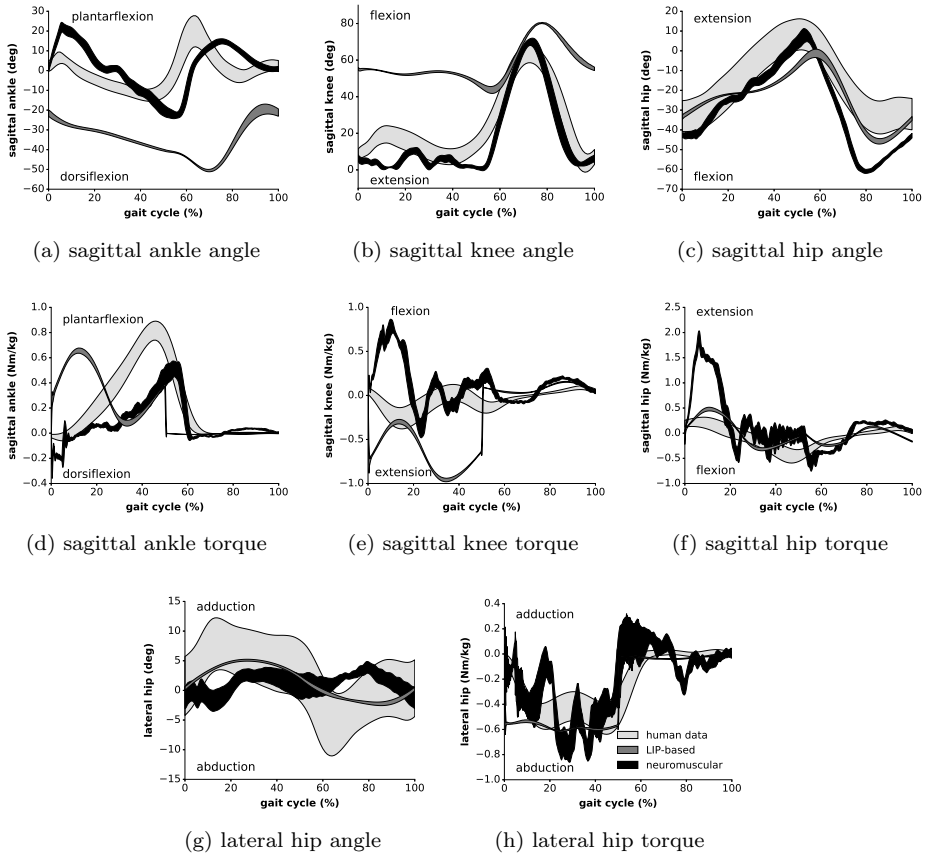 plantarflexion
dorsiflexion
sagittal ankle (deg)
30
20
10
0
−10
−20
−30
−40
−50
−60
0 20 40 60 80 100
gait cycle (%)
(a) sagittal ankle angle
flexion
extension
sagittal knee (deg)
80
60
40
20
0
0 20 40 60 80 100
gait cycle (%)
(b) sagittal knee angle
extension
flexion
sagittal hip (deg)
20
10
0
−10
−20
−30
−40
−50
−60
−70
0 20 40 60 80 100
gait cycle (%)
(c) sagittal hip angle
plantarflexion
dorsiflexion
sagittal ankle (Nm/kg)
1.0
0.8
0.6
0.4
0.2
0.0
−0.2
−0.4
0 20 40 60 80 100
gait cycle (%)
(d) sagittal ankle torque
flexion
extension
sagittal knee (Nm/kg)
1.0
0.5
0.0
−0.5
−1.0
0 20 40 60 80 100
gait cycle (%)
(e) sagittal knee torque
extension
flexion
sagittal hip (Nm/kg)
2.5
2.0
1.5
1.0
0.5
0.0
−0.5
−1.0
0 20 40 60 80 100
gait cycle (%)
(f) sagittal hip torque
adduction
abduction
lateral hip (deg)
15
10
5
0
−5
−10
−15
0 20 40 60 80 100
gait cycle (%)
(g) lateral hip angle
adduction
abduction
lateral hip (Nm/kg)
0.4
0.2
0.0
−0.2
−0.4
−0.6
−0.8
−1.0
0 20 40 60 80 100
gait cycle (%)
human data
LIP-based
neuromuscular
(h) lateral hip torque